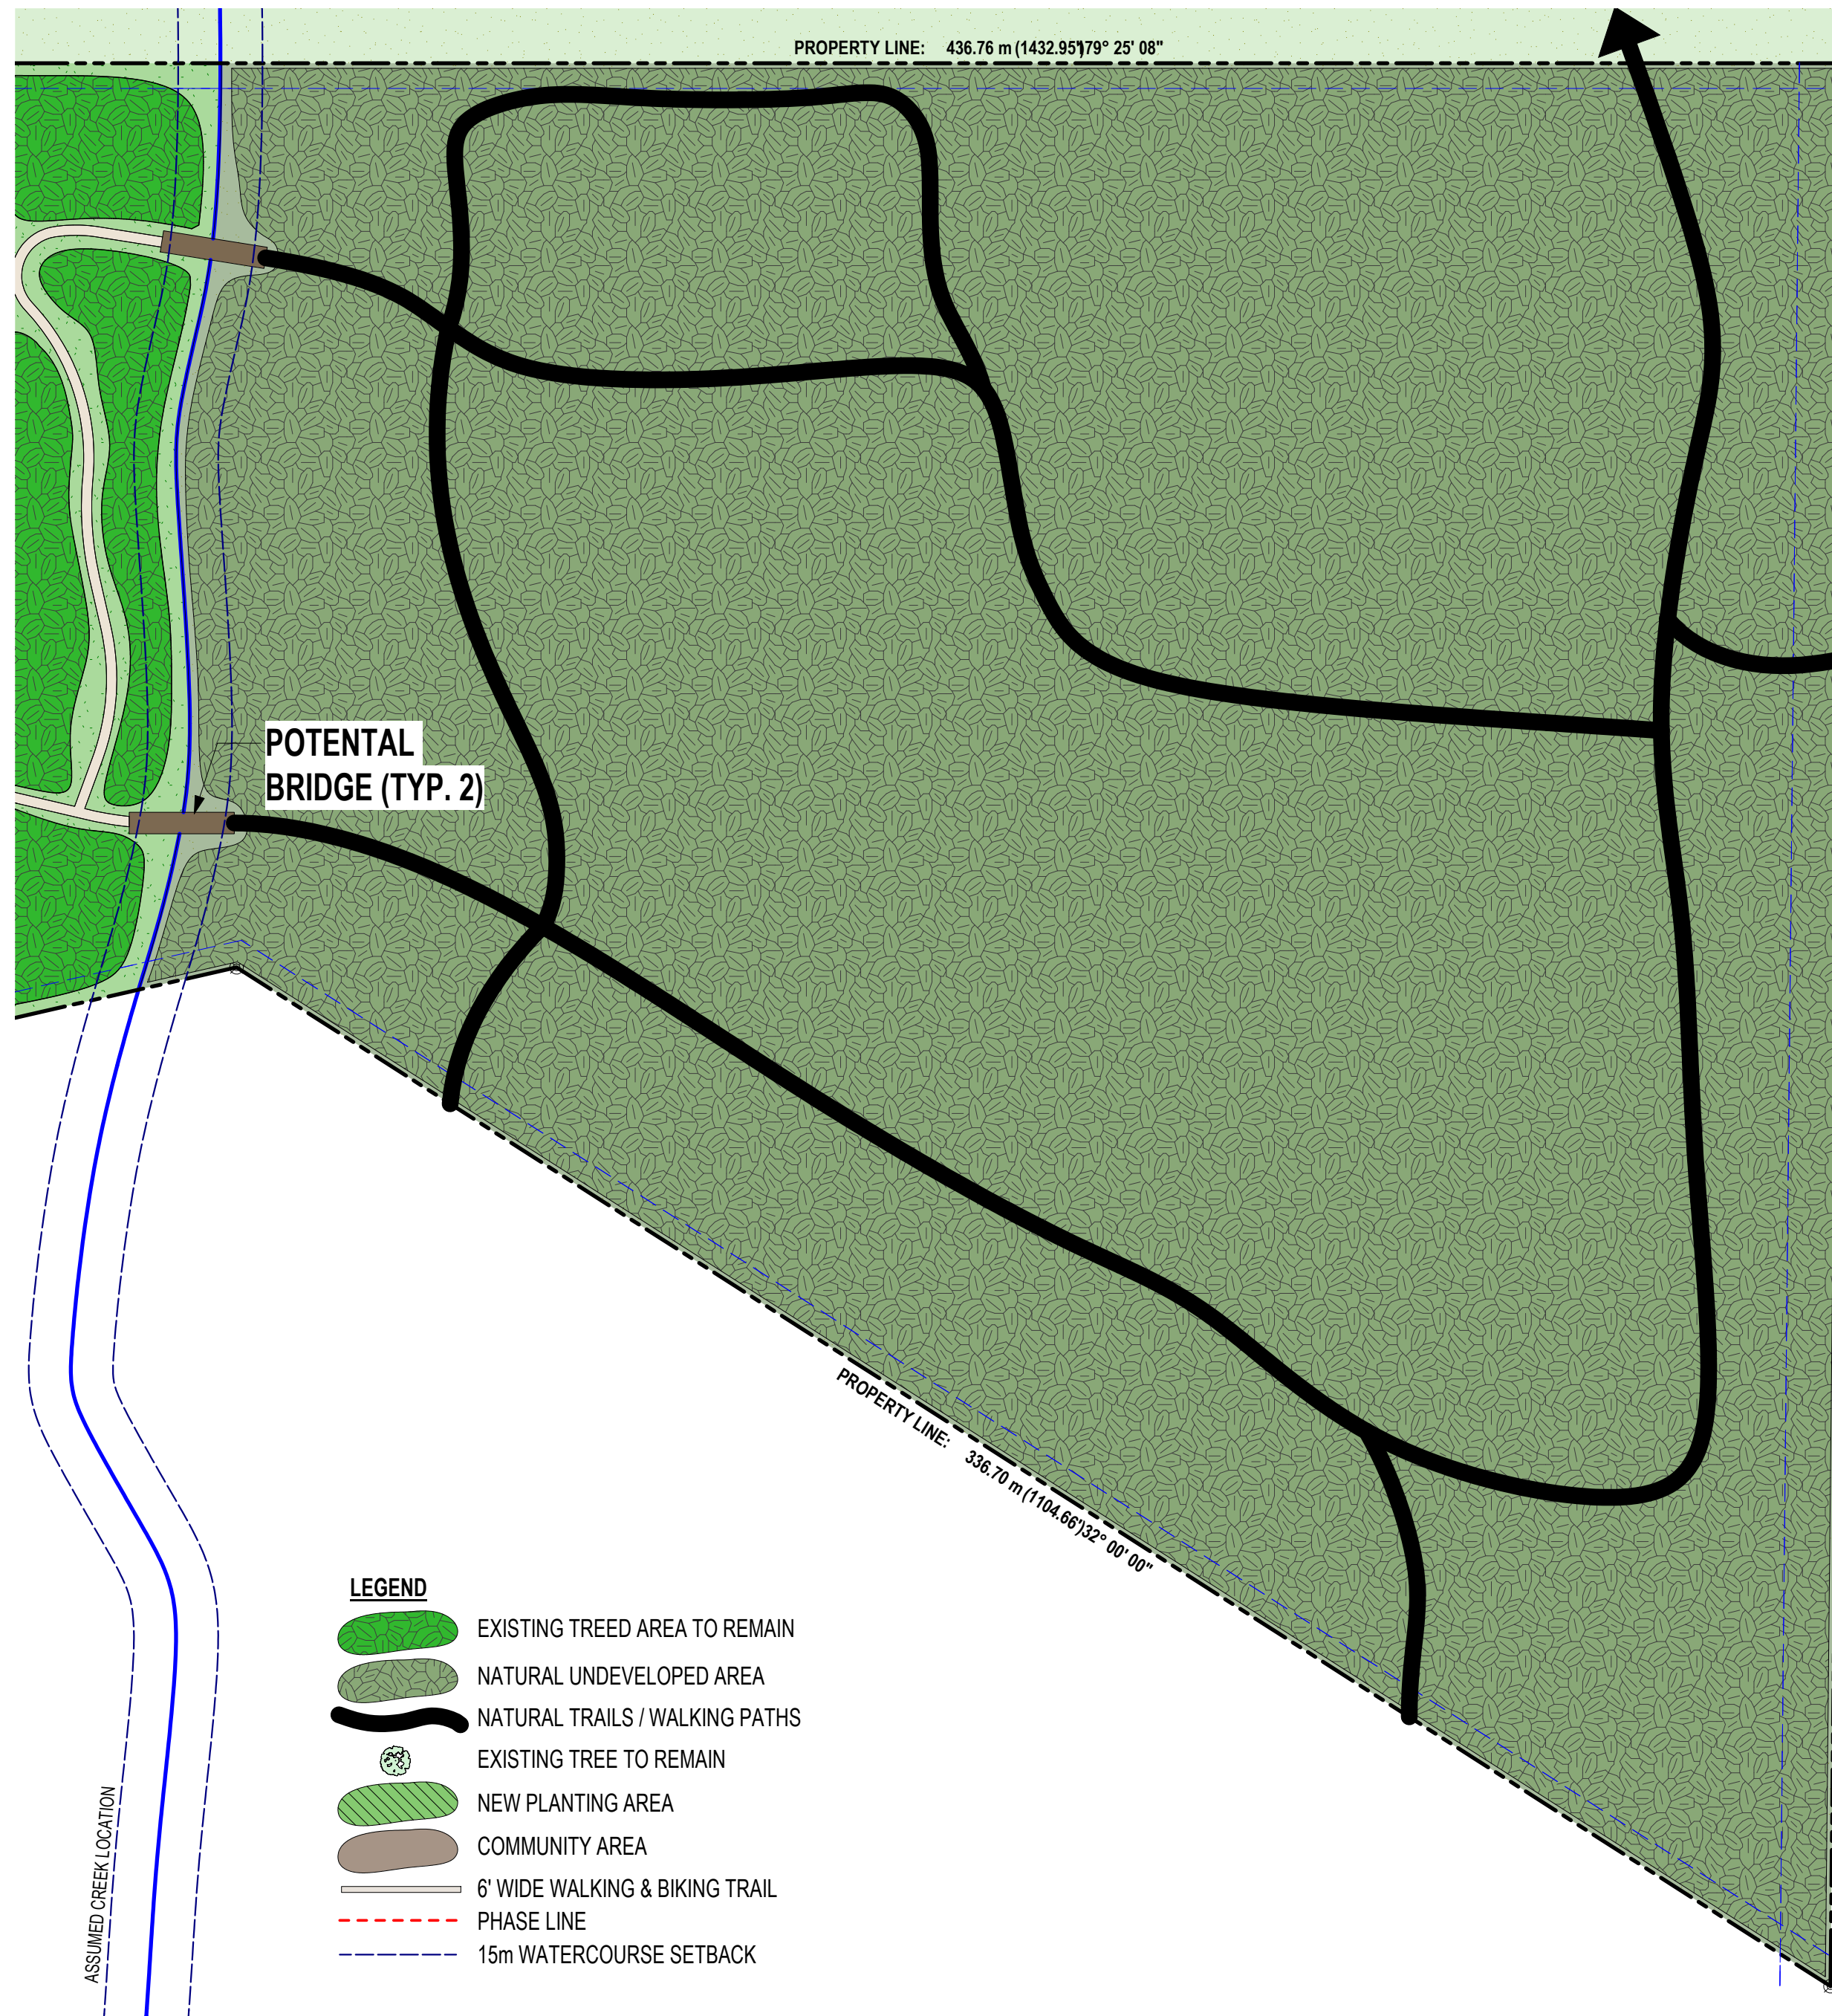 PROPERTY LINE: 436.76 m (1432.95')179° 25' 08"
POTENTAL
BRIDGE (TYP. 2)
PROPERTY LINE: 336.70 m (1104.66')32° 00' 00"
LEGEND
EXISTING TREED AREA TO REMAIN
NATURAL UNDEVELOPED AREA
NATURAL TRAILS / WALKING PATHS
EXISTING TREE TO REMAIN
NEW PLANTING AREA
COMMUNITY AREA
6' WIDE WALKING & BIKING TRAIL
PHASE LINE
15m WATERCOURSE SETBACK
ASSUMED CREEK LOCATION